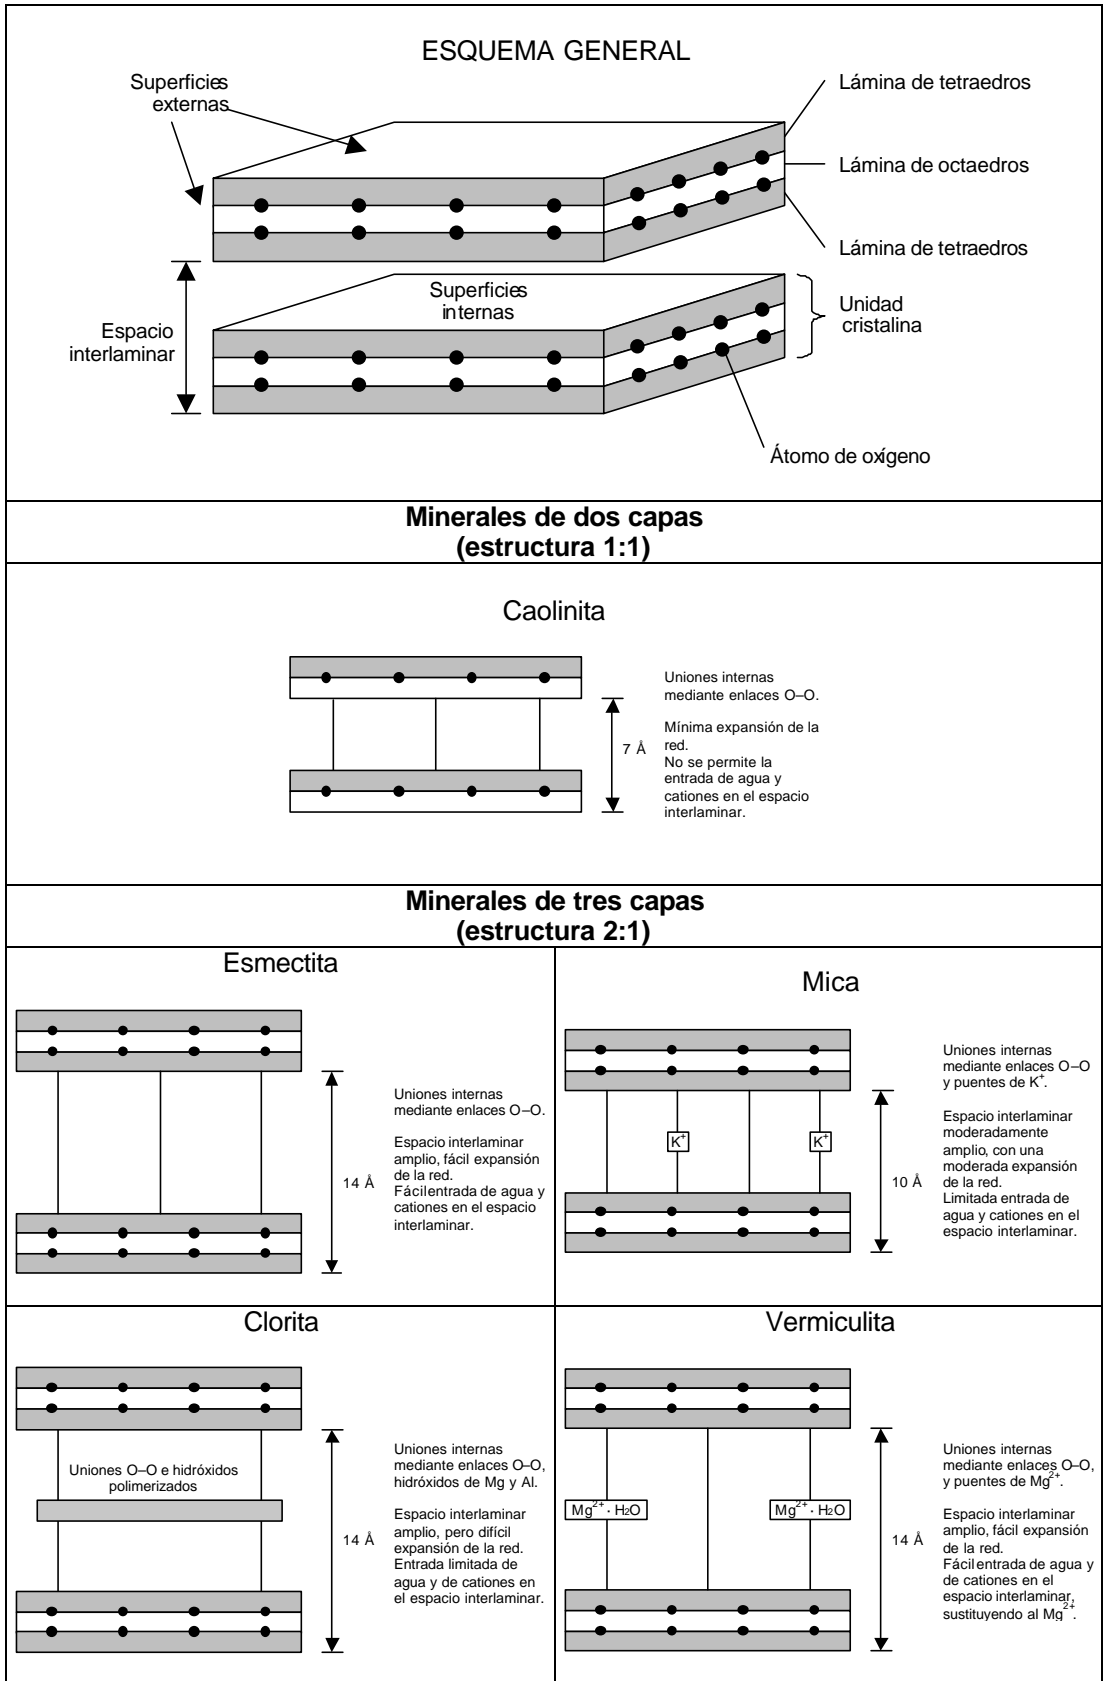 ESQUEMA GENERAL
Superficies
externas
Lámina de tetraedros
Lámina de octaedros
Lámina de tetraedros
Superficies
internas
Unidad
cristalina
Espacio
interlaminar
Átomo de oxígeno
Minerales de dos capas
(estructura 1:1)
Caolinita
7 Å
Uniones internas
mediante enlaces O–O.
Mínima expansión de la
red.
No se permite la
entrada de agua y
cationes en el espacio
interlaminar.
Minerales de tres capas
(estructura 2:1)
Esmectita
14 Å
Uniones internas
mediante enlaces O–O.
Espacio interlaminar
amplio, fácil expansión
de la red.
Fácil entrada de agua y
cationes en el espacio
interlaminar.
Mica
K⁺
K⁺
10 Å
Uniones internas
mediante enlaces O–O
y puentes de K⁺.
Espacio interlaminar
moderadamente
amplio, con una
moderada expansión
de la red.
Limitada entrada de
agua y cationes en el
espacio interlaminar.
Clorita
Uniones O–O e hidróxidos
polimerizados
14 Å
Uniones internas
mediante enlaces O–O,
hidróxidos de Mg y Al.
Espacio interlaminar
amplio, pero difícil
expansión de la red.
Entrada limitada de
agua y de cationes en
el espacio interlaminar.
Vermiculita
Mg²⁺ · H₂O
Mg²⁺ · H₂O
14 Å
Uniones internas
mediante enlaces O–O,
y puentes de Mg²⁺.
Espacio interlaminar
amplio, fácil expansión
de la red.
Fácil entrada de agua y
de cationes en el
espacio interlaminar,
sustituyendo al Mg²⁺.